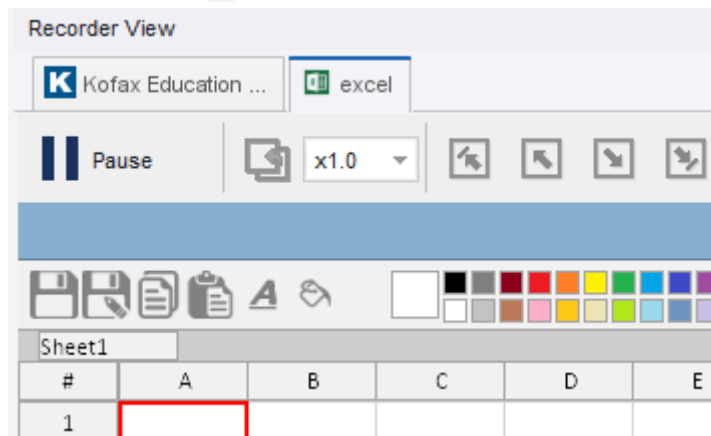 Recorder View
K Kofax Education ... excel
Pause x1.0
A
Sheet1
# A B C D E
1